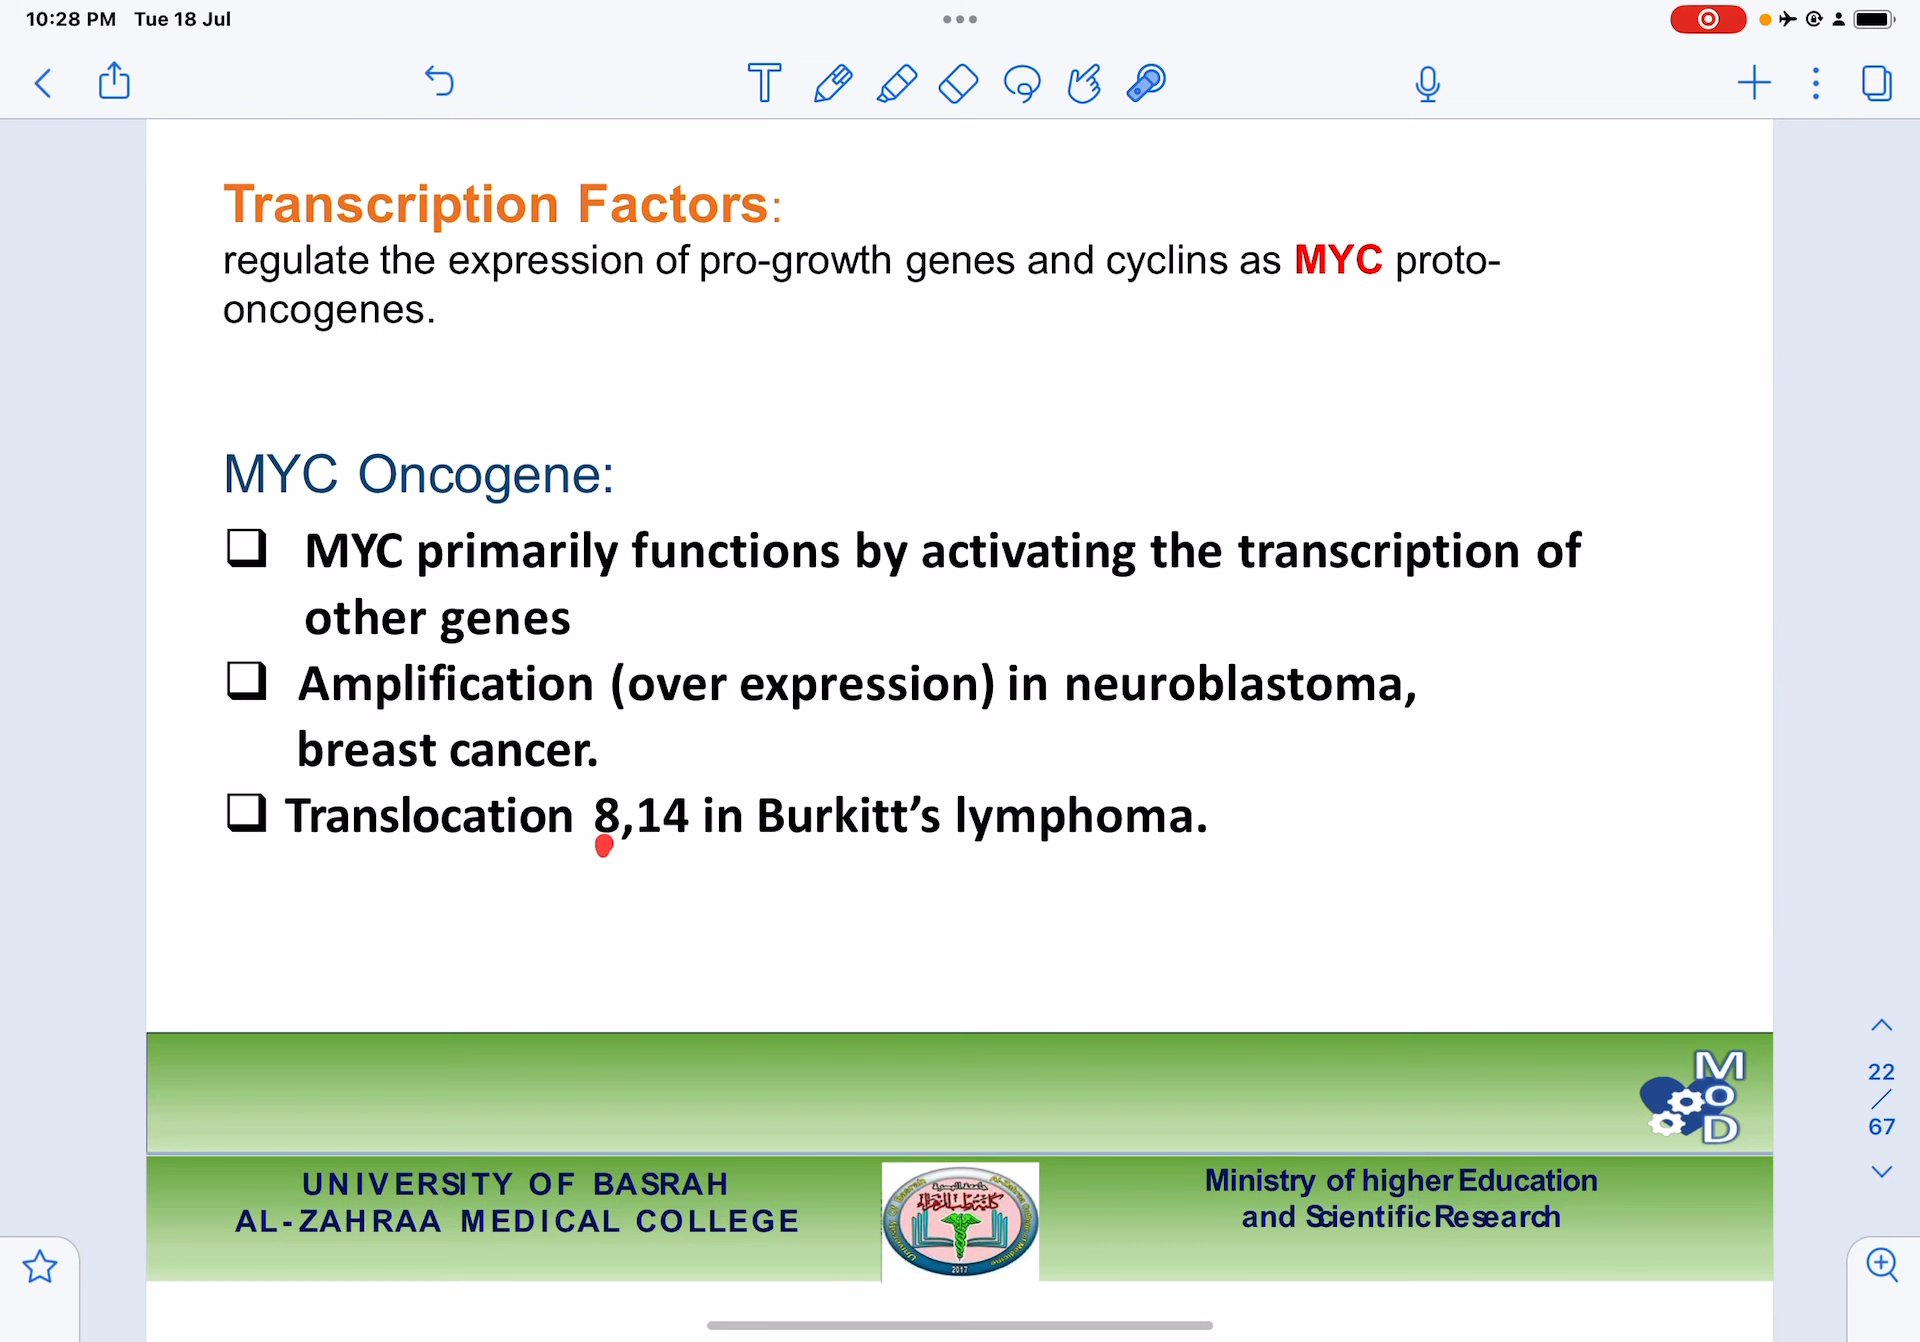 10:28 PM Tue 18 Jul
Transcription Factors:
regulate the expression of pro-growth genes and cyclins as MYC proto-
oncogenes.
MYC Oncogene:
❑ MYC primarily functions by activating the transcription of
other genes
❑ Amplification (over expression) in neuroblastoma,
breast cancer.
❑ Translocation 8,14 in Burkitt’s lymphoma.
MOD
22
/
67
UNIVERSITY OF BASRAH
AL-ZAHRAA MEDICAL COLLEGE
2017
Ministry of higher Education
and Scientific Research